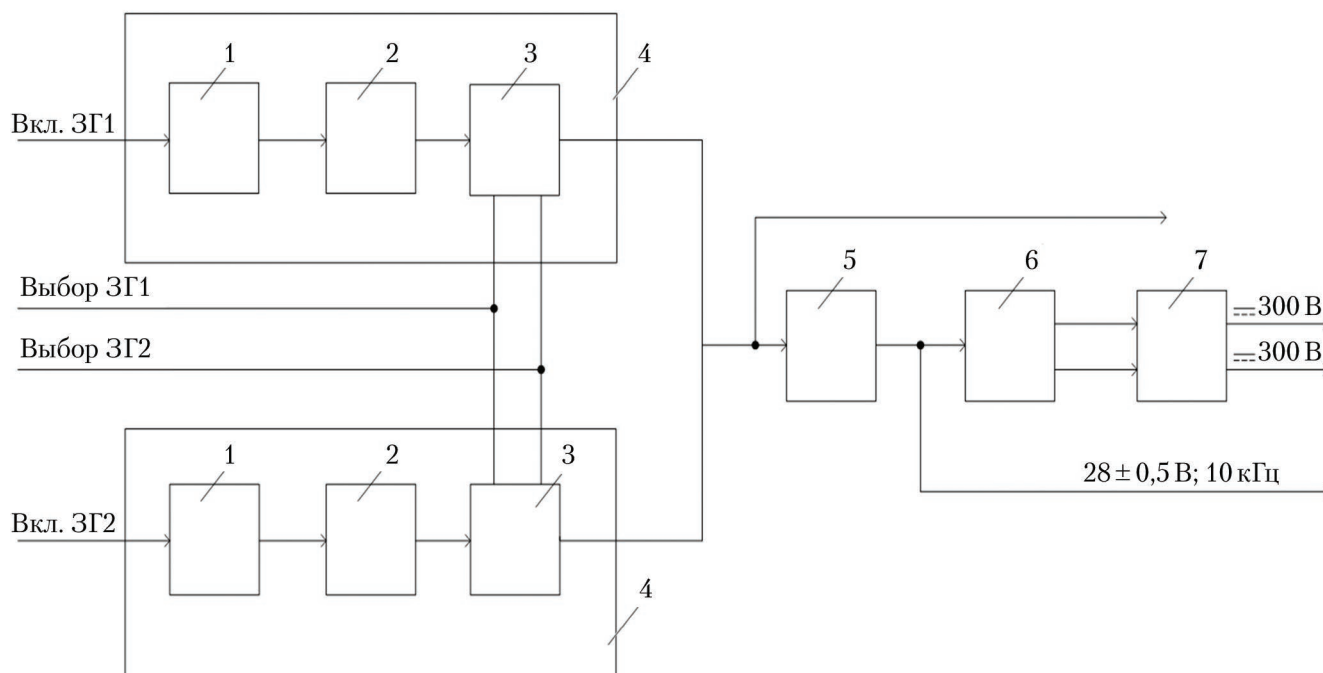 1 2 3 4
Вкл. ЗГ1
Выбор ЗГ1
Выбор ЗГ2
5 6 7
300 В
300 В
1 2 3
28 ± 0,5 В; 10 кГц
Вкл. ЗГ2
4